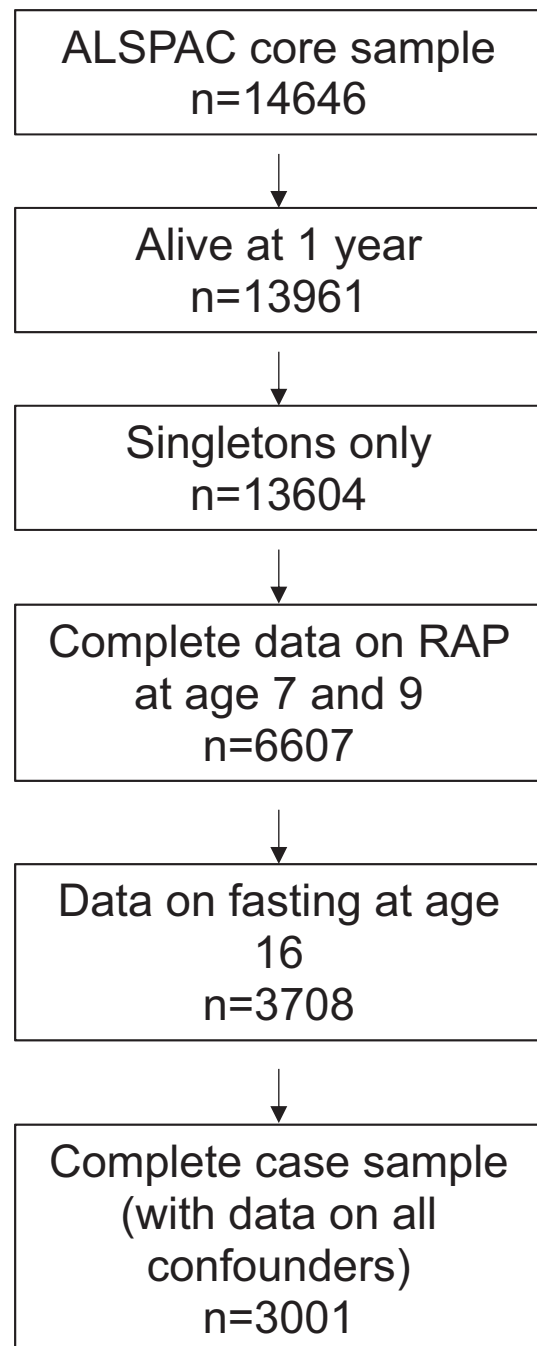 ALSPAC core sample
n=14646
Alive at 1 year
n=13961
Singletons only
n=13604
Complete data on RAP
at age 7 and 9
n=6607
Data on fasting at age
16
n=3708
Complete case sample
(with data on all
confounders)
n=3001